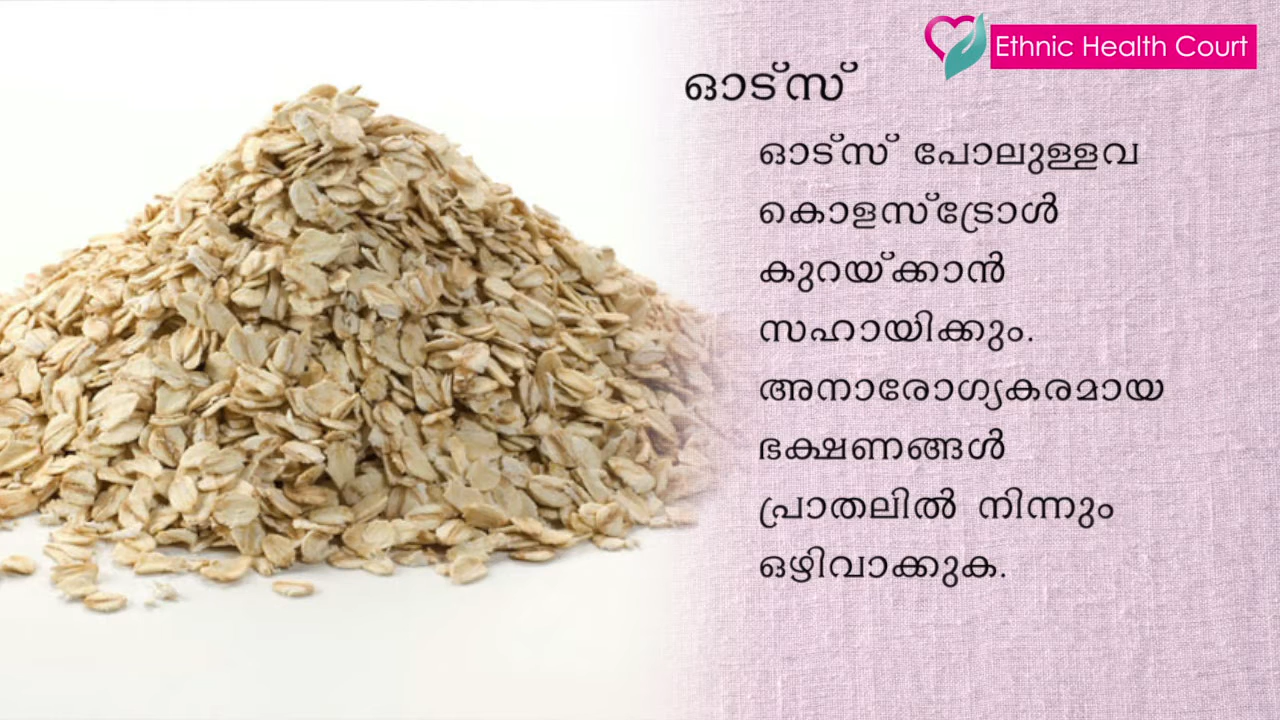 Ethnic Health Court
ഓട്സ്
ഓട്സ് പോലുള്ളവ
കൊളസ്ട്രോൾ
കുറയ്ക്കാൻ
സഹായിക്കും.
അനാരോഗ്യകരമായ
ഭക്ഷണങ്ങൾ
പ്രാതലിൽ നിന്നും
ഒഴിവാക്കുക.